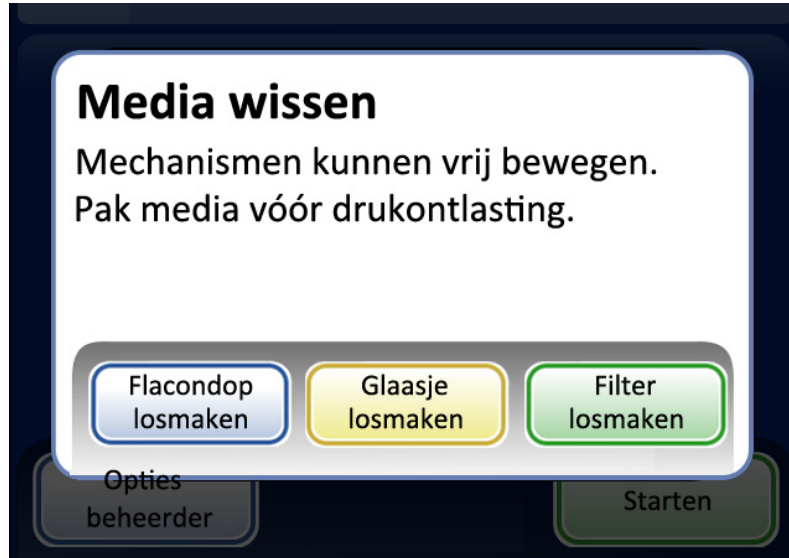 Media wissen
Mechanismen kunnen vrij bewegen.
Pak media vóór drukontlasting.
Flacondop
losmaken
Glaasje
losmaken
Filter
losmaken
Opties
beheerder
Starten